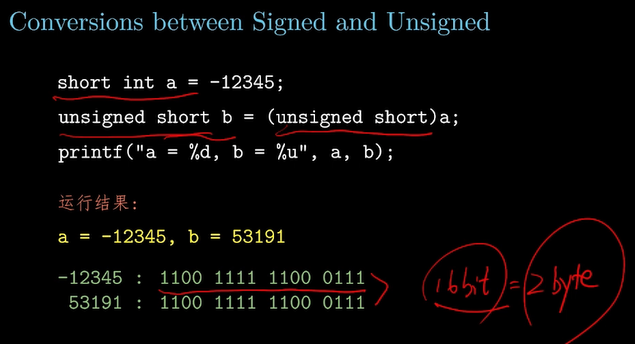 Conversions between Signed and Unsigned
short int a = -12345;
unsigned short b = (unsigned short)a;
printf("a = %d, b = %u", a, b);
运行结果:
a = -12345, b = 53191
-12345 : 1100 1111 1100 0111
53191 : 1100 1111 1100 0111
16bit = 2 byte